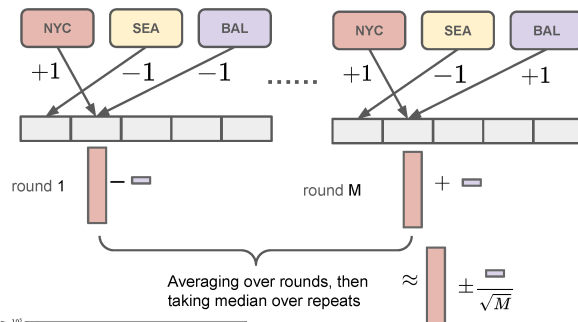 NYC SEA BAL NYC SEA BAL
+1 −1 −1 ...... +1 −1 +1
round 1 − round M +
Averaging over rounds, then
taking median over repeats
≈ ± √M
10⁵